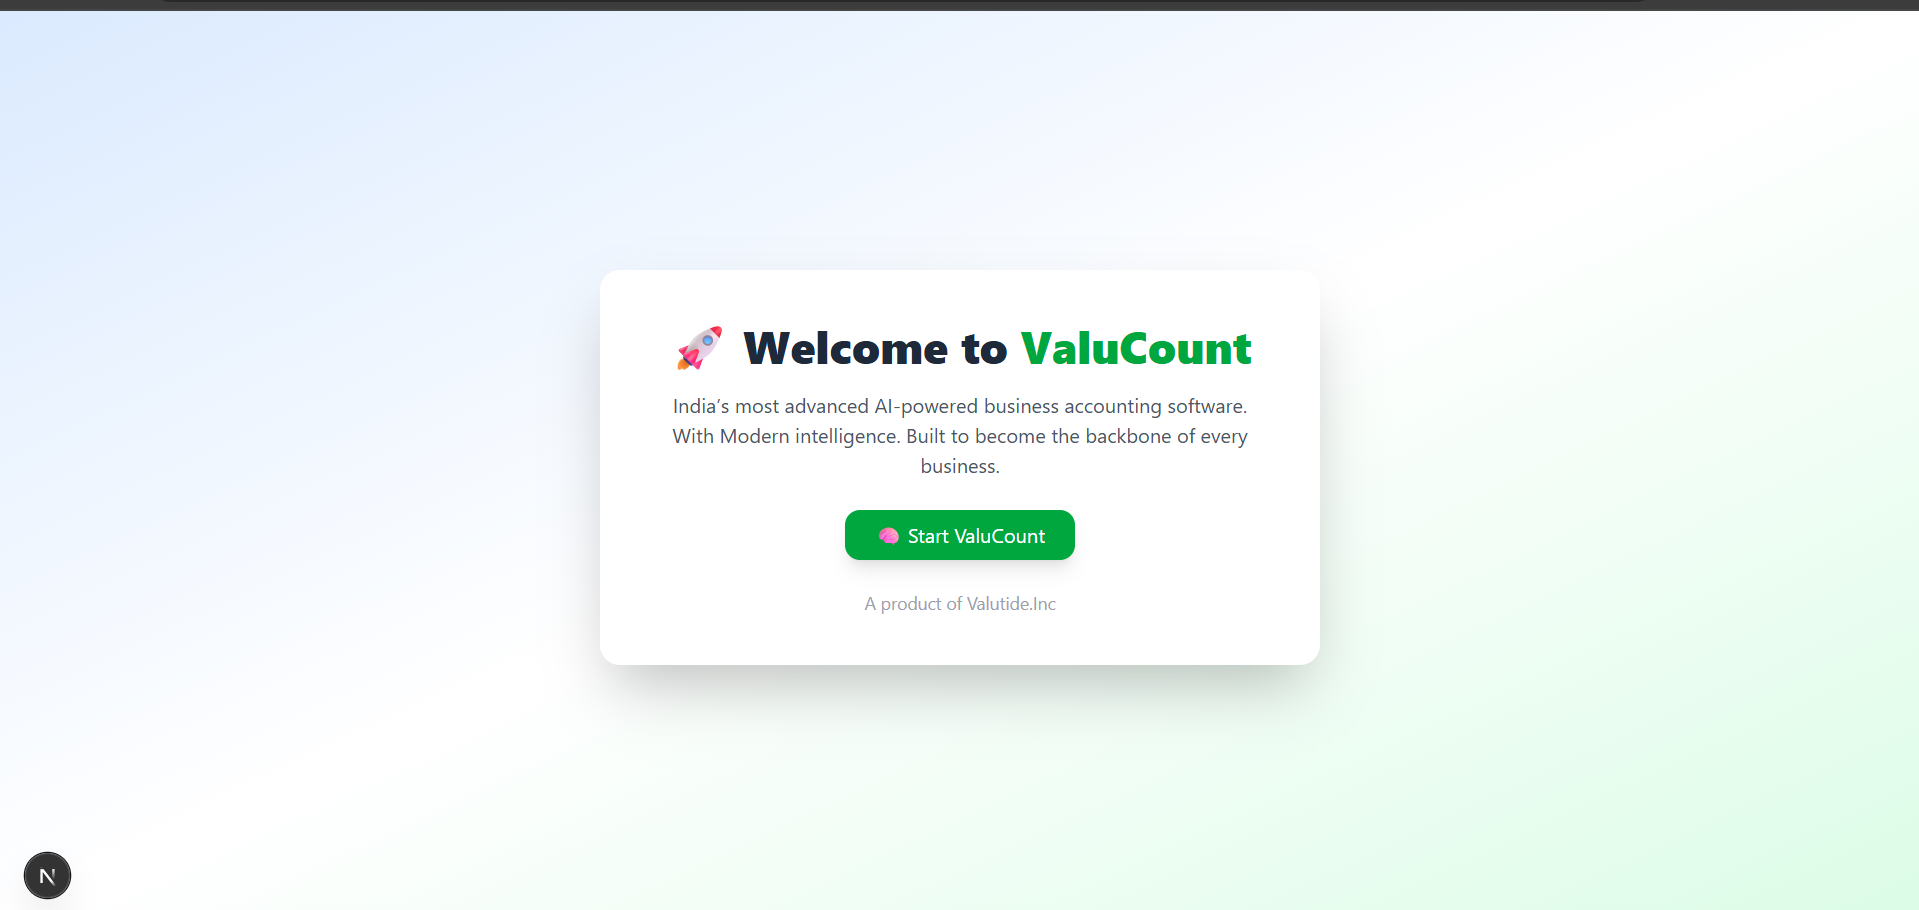 🚀 Welcome to ValuCount
India’s most advanced AI-powered business accounting software.
With Modern intelligence. Built to become the backbone of every
business.
🧠 Start ValuCount
A product of Valutide.Inc
N